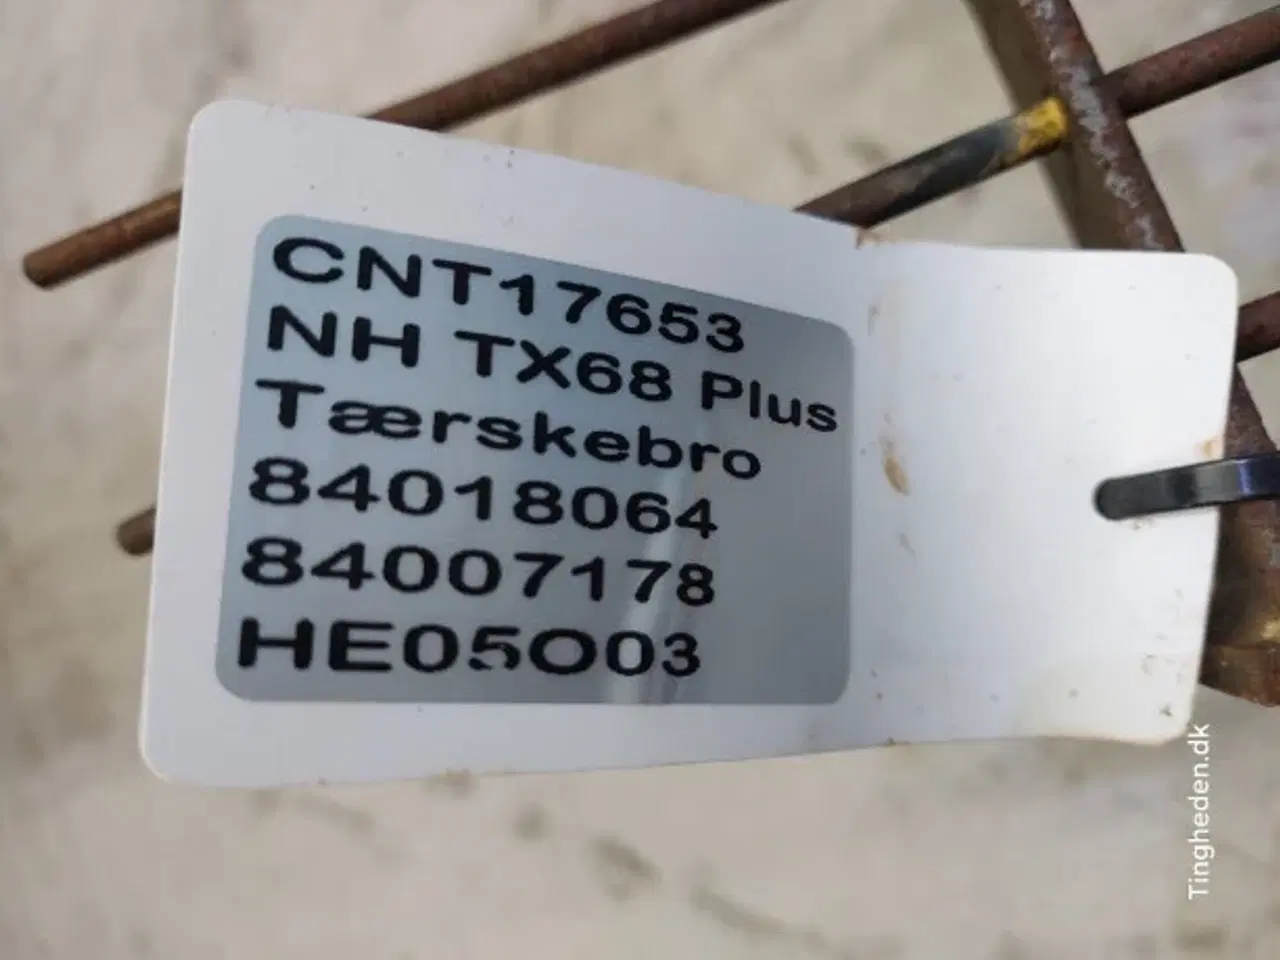 CNT17653
NH TX68 Plus
Tærskebro
84018064
84007178
HE05O03
Tingheden.dk